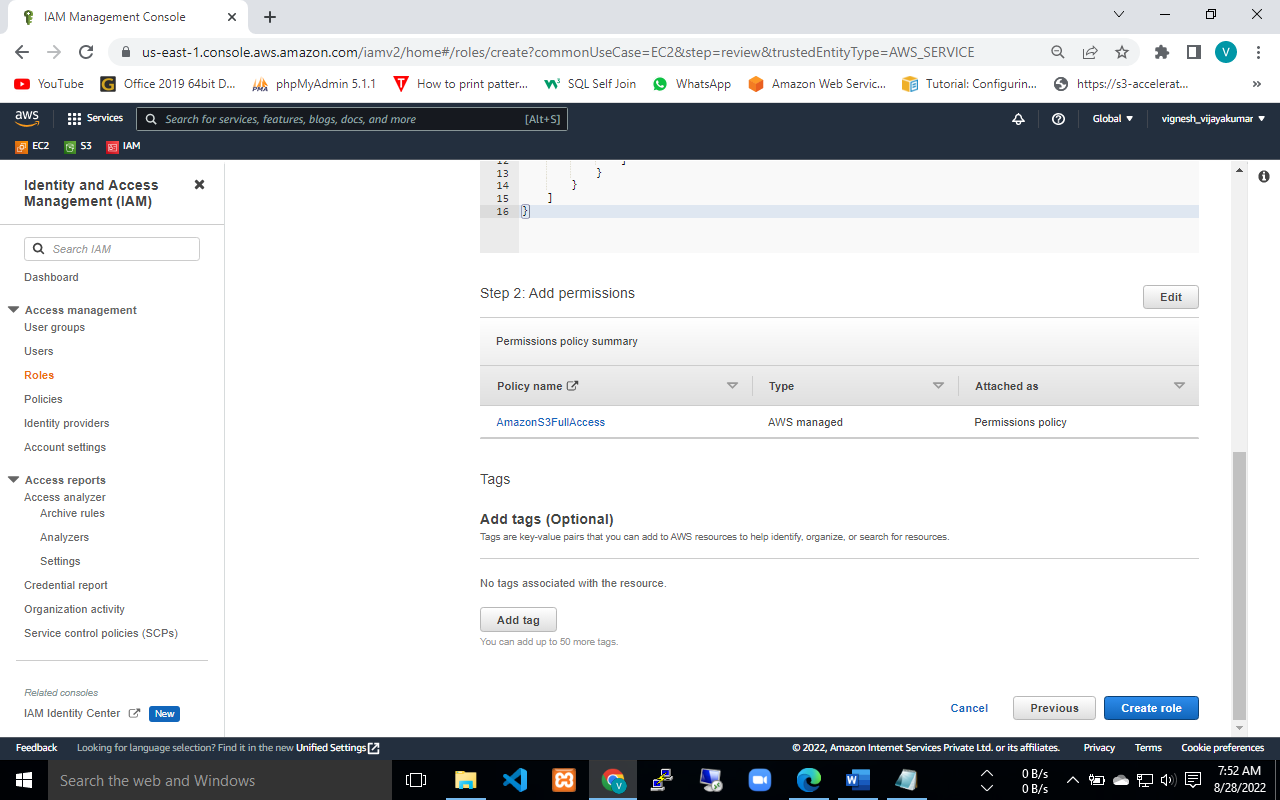 IAM Management Console
us-east-1.console.aws.amazon.com/iamv2/home#/roles/create?commonUseCase=EC2&step=review&trustedEntityType=AWS_SERVICE
V
YouTube
Office 2019 64bit D...
phpMyAdmin 5.1.1
How to print patter...
SQL Self Join
WhatsApp
Amazon Web Servic...
Tutorial: Configurin...
https://s3-accelerat...
aws
Services
Search for services, features, blogs, docs, and more
[Alt+S]
Global
vignesh_vijayakumar
EC2
S3
IAM
Identity and Access
Management (IAM)
Search IAM
Dashboard
Access management
User groups
Users
Roles
Policies
Identity providers
Account settings
Access reports
Access analyzer
Archive rules
Analyzers
Settings
Credential report
Organization activity
Service control policies (SCPs)
Related consoles
IAM Identity Center
New
12 ]
13 }
14 }
15 ]
16 }
Step 2: Add permissions
Edit
Permissions policy summary
Policy name
Type
Attached as
AmazonS3FullAccess
AWS managed
Permissions policy
Tags
Add tags (Optional)
Tags are key-value pairs that you can add to AWS resources to help identify, organize, or search for resources.
No tags associated with the resource.
Add tag
You can add up to 50 more tags.
Cancel
Previous
Create role
Feedback
Looking for language selection? Find it in the new Unified Settings
© 2022, Amazon Internet Services Private Ltd. or its affiliates.
Privacy
Terms
Cookie preferences
Search the web and Windows
0 B/s
0 B/s
7:52 AM
8/28/2022